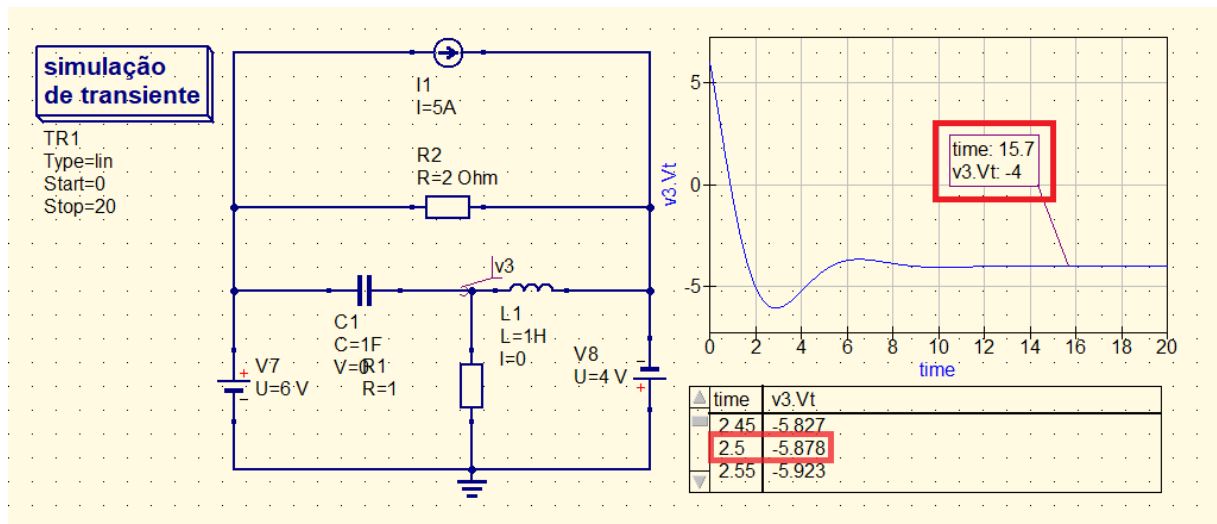 simulação
de transiente
TR1
Type=lin
Start=0
Stop=20
I1
I=5A
R2
R=2 Ohm
v3
C1
C=1F
V=0
R1
R=1
L1
L=1H
I=0
V7
U=6 V
V8
U=4 V
+
−
−
+
v3.Vt
5
0
-5
time: 15.7
v3.Vt: -4
0 2 4 6 8 10 12 14 16 18 20
time
time v3.Vt
2.45 -5.827
2.5 -5.878
2.55 -5.923